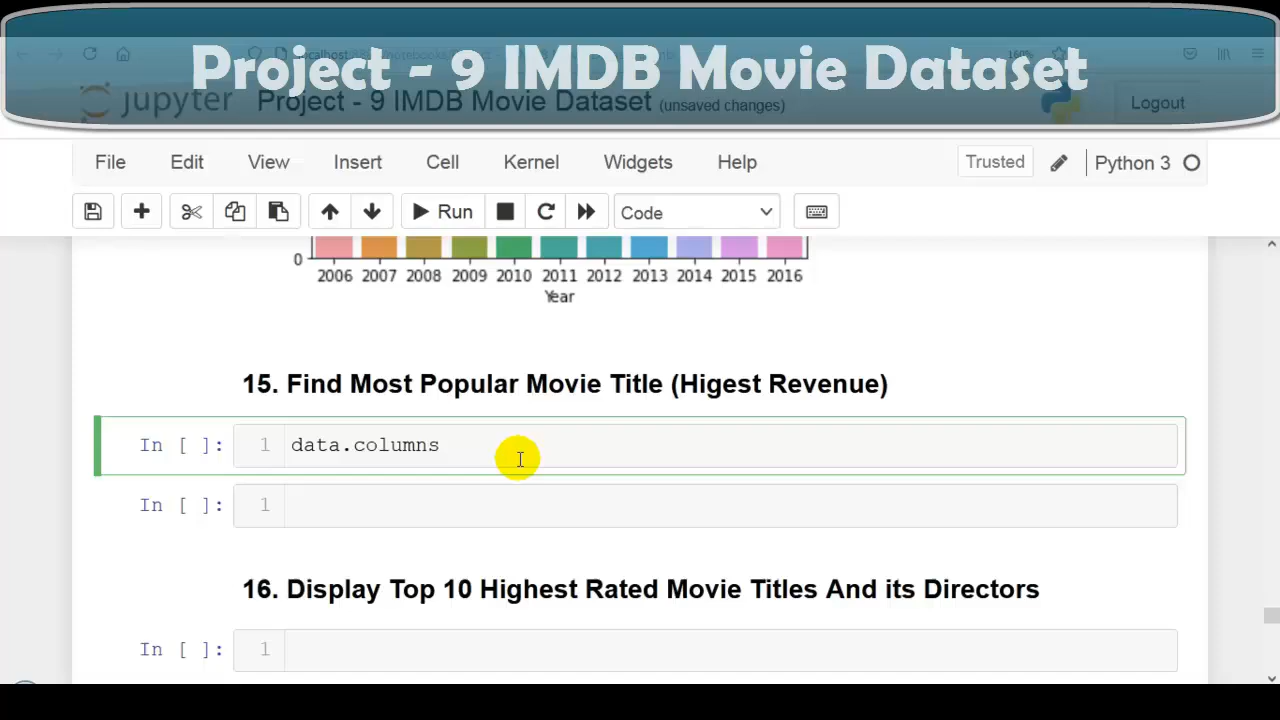 Project - 9 IMDB Movie Dataset
jupyter Project - 9 IMDB Movie Dataset (unsaved changes) Logout
File Edit View Insert Cell Kernel Widgets Help Trusted Python 3
Run Code
0
2006 2007 2008 2009 2010 2011 2012 2013 2014 2015 2016
Year
15. Find Most Popular Movie Title (Higest Revenue)
In [ ]: 1 data.columns
In [ ]: 1
16. Display Top 10 Highest Rated Movie Titles And its Directors
In [ ]: 1